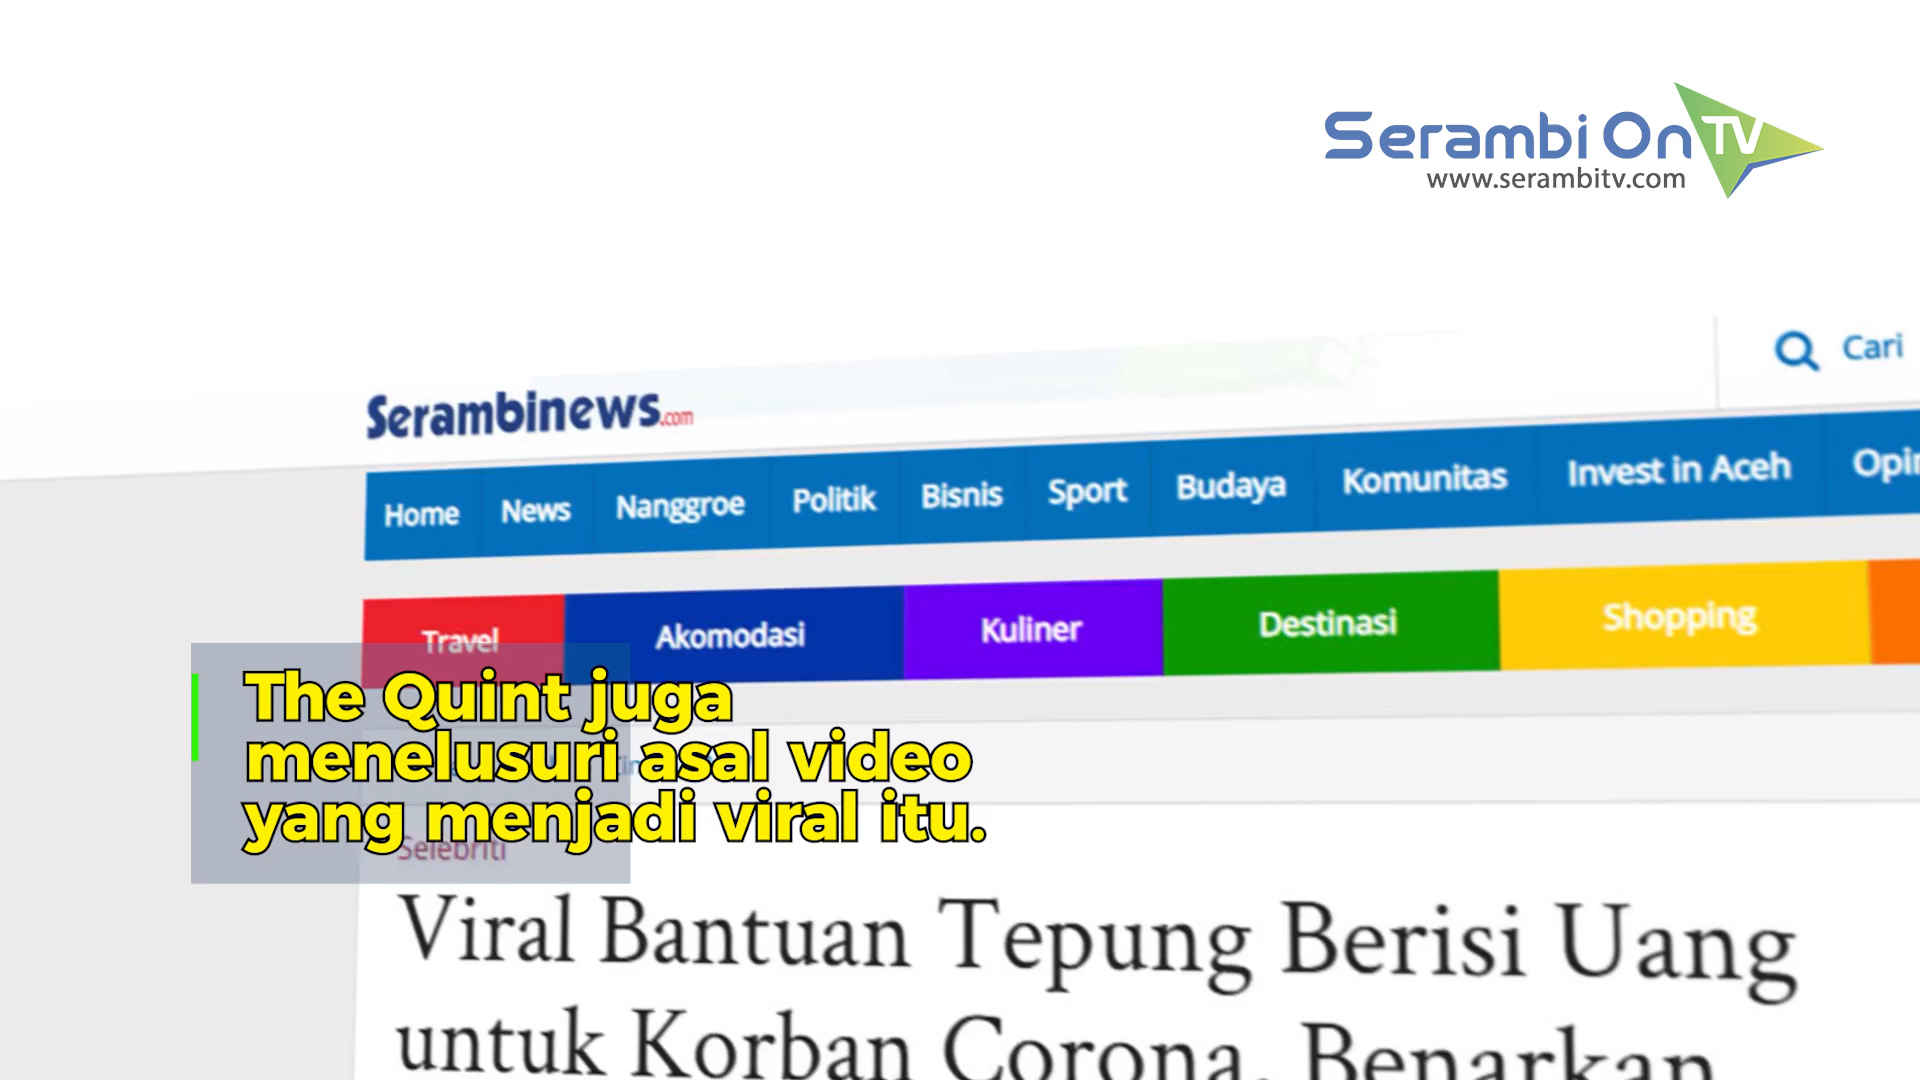 Serambi On TV
www.serambitv.com
Cari
Serambinews.com
Home News Nanggroe Politik Bisnis Sport Budaya Komunitas Invest in Aceh
Travel Akomodasi Kuliner Destinasi Shopping
The Quint juga
menelusuri asal video
yang menjadi viral itu.
Selebriti
Viral Bantuan Tepung Berisi Uang
untuk Korban Corona, Benarkan